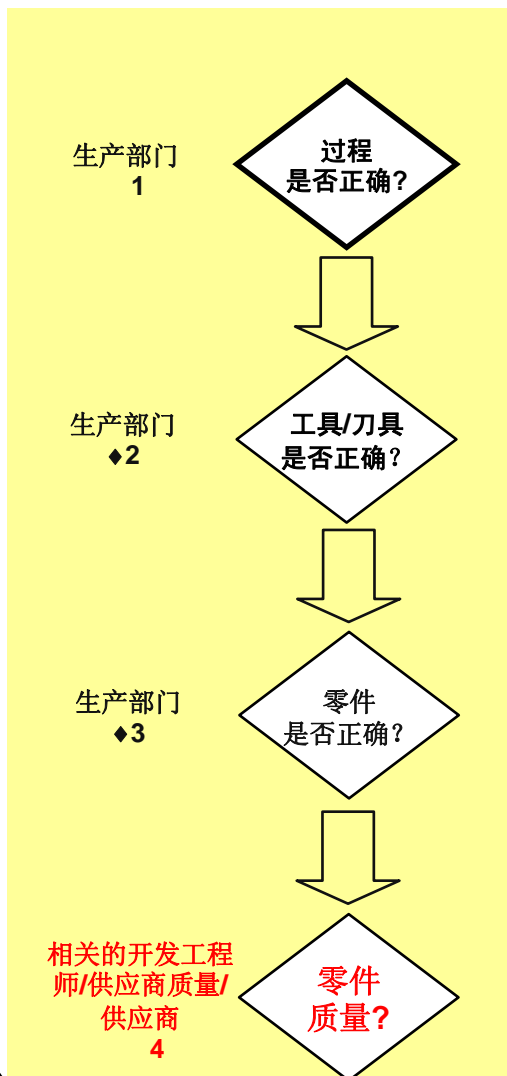 生产部门
1
过程
是否正确?
生产部门
♦2
工具/刀具
是否正确？
生产部门
♦3
零件
是否正确？
相关的开发工程
师/供应商质量/
供应商
4
零件
质量?